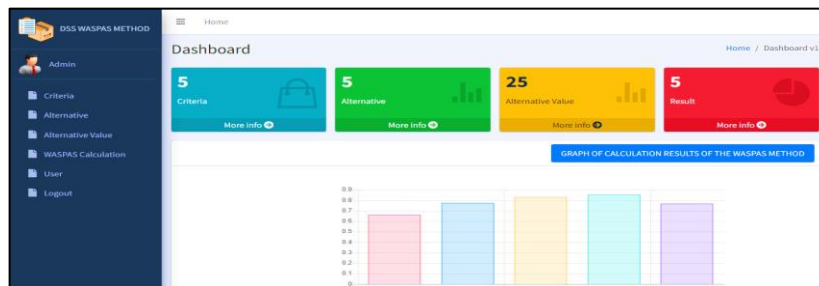 DSS WASPAS METHOD
Admin
Criteria
Alternative
Alternative Value
WASPAS Calculation
User
Logout
Home
Dashboard
Home / Dashboard v1
5
Criteria
More info
5
Alternative
More info
25
Alternative Value
More info
5
Result
More info
GRAPH OF CALCULATION RESULTS OF THE WASPAS METHOD
0.9
0.8
0.7
0.6
0.5
0.4
0.3
0.2
0.1
0